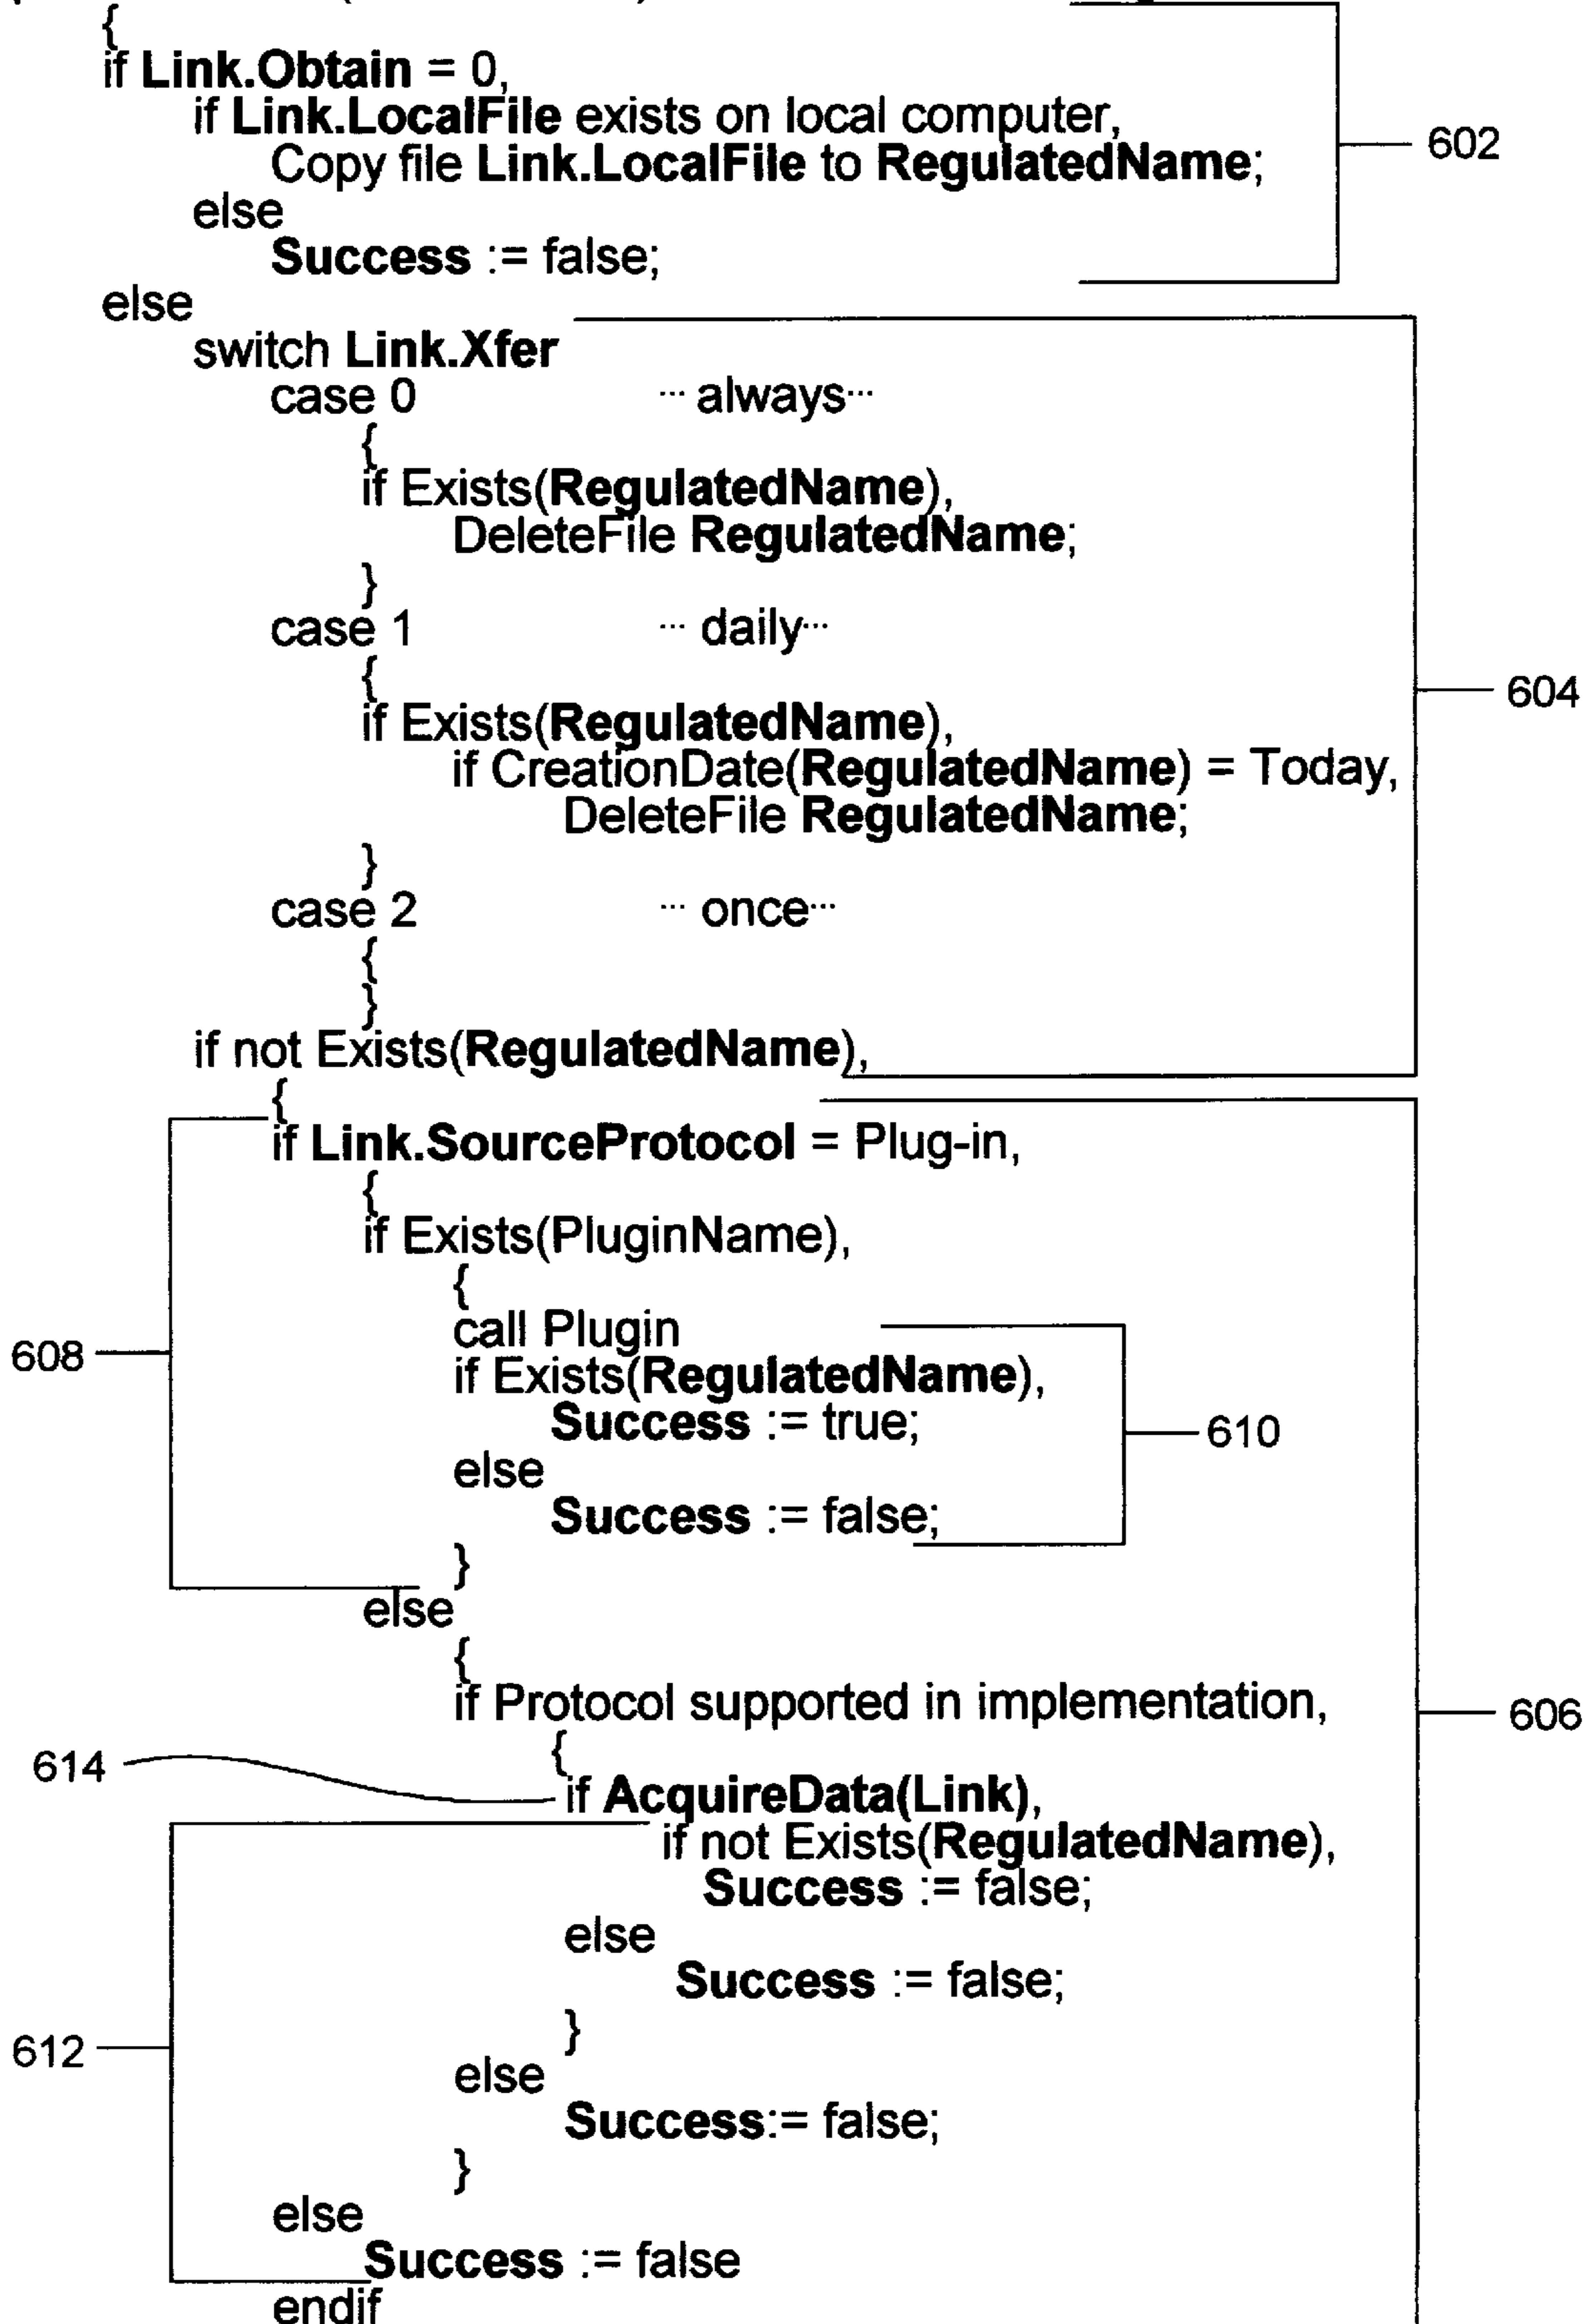 {
if Link.Obtain = 0,
if Link.LocalFile exists on local computer,
Copy file Link.LocalFile to RegulatedName;
602
else
Success := false;
else
switch Link.Xfer
case 0 ··· always···
{
if Exists(RegulatedName),
DeleteFile RegulatedName;
}
case 1 ··· daily···
{
604
if Exists(RegulatedName),
if CreationDate(RegulatedName) = Today,
DeleteFile RegulatedName;
}
case 2 ··· once···
{
}
if not Exists(RegulatedName),
{
if Link.SourceProtocol = Plug-in,
{
if Exists(PluginName),
{
call Plugin
608
if Exists(RegulatedName),
Success := true;
610
else
Success := false;
}
else
{
if Protocol supported in implementation,
606
{
614
if AcquireData(Link),
if not Exists(RegulatedName),
Success := false;
else
Success := false;
}
612
else
Success:= false;
}
else
Success := false
endif